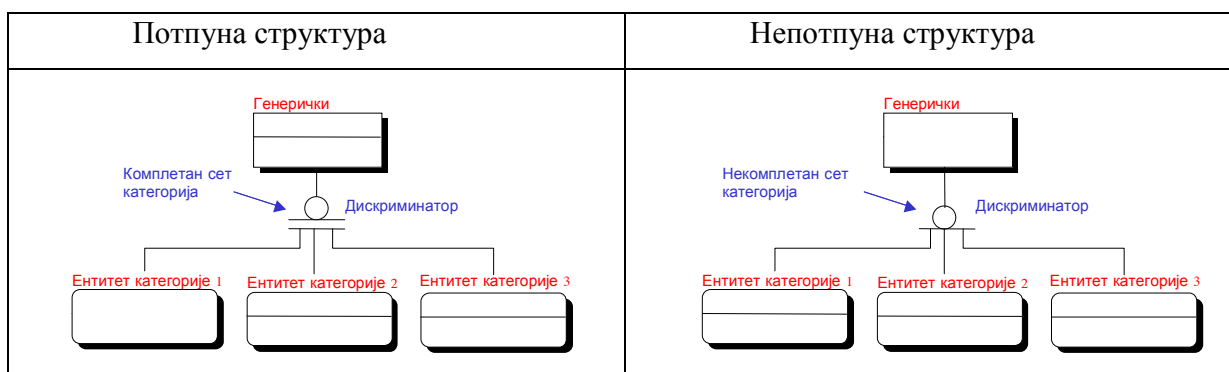 Потпуна структура
Непотпуна структура
Генерички
Комплетан сет
категорија
Дискриминатор
Ентитет категорије 1
Ентитет категорије 2
Ентитет категорије 3
Генерички
Некомплетан сет
категорија
Дискриминатор
Ентитет категорије 1
Ентитет категорије 2
Ентитет категорије 3